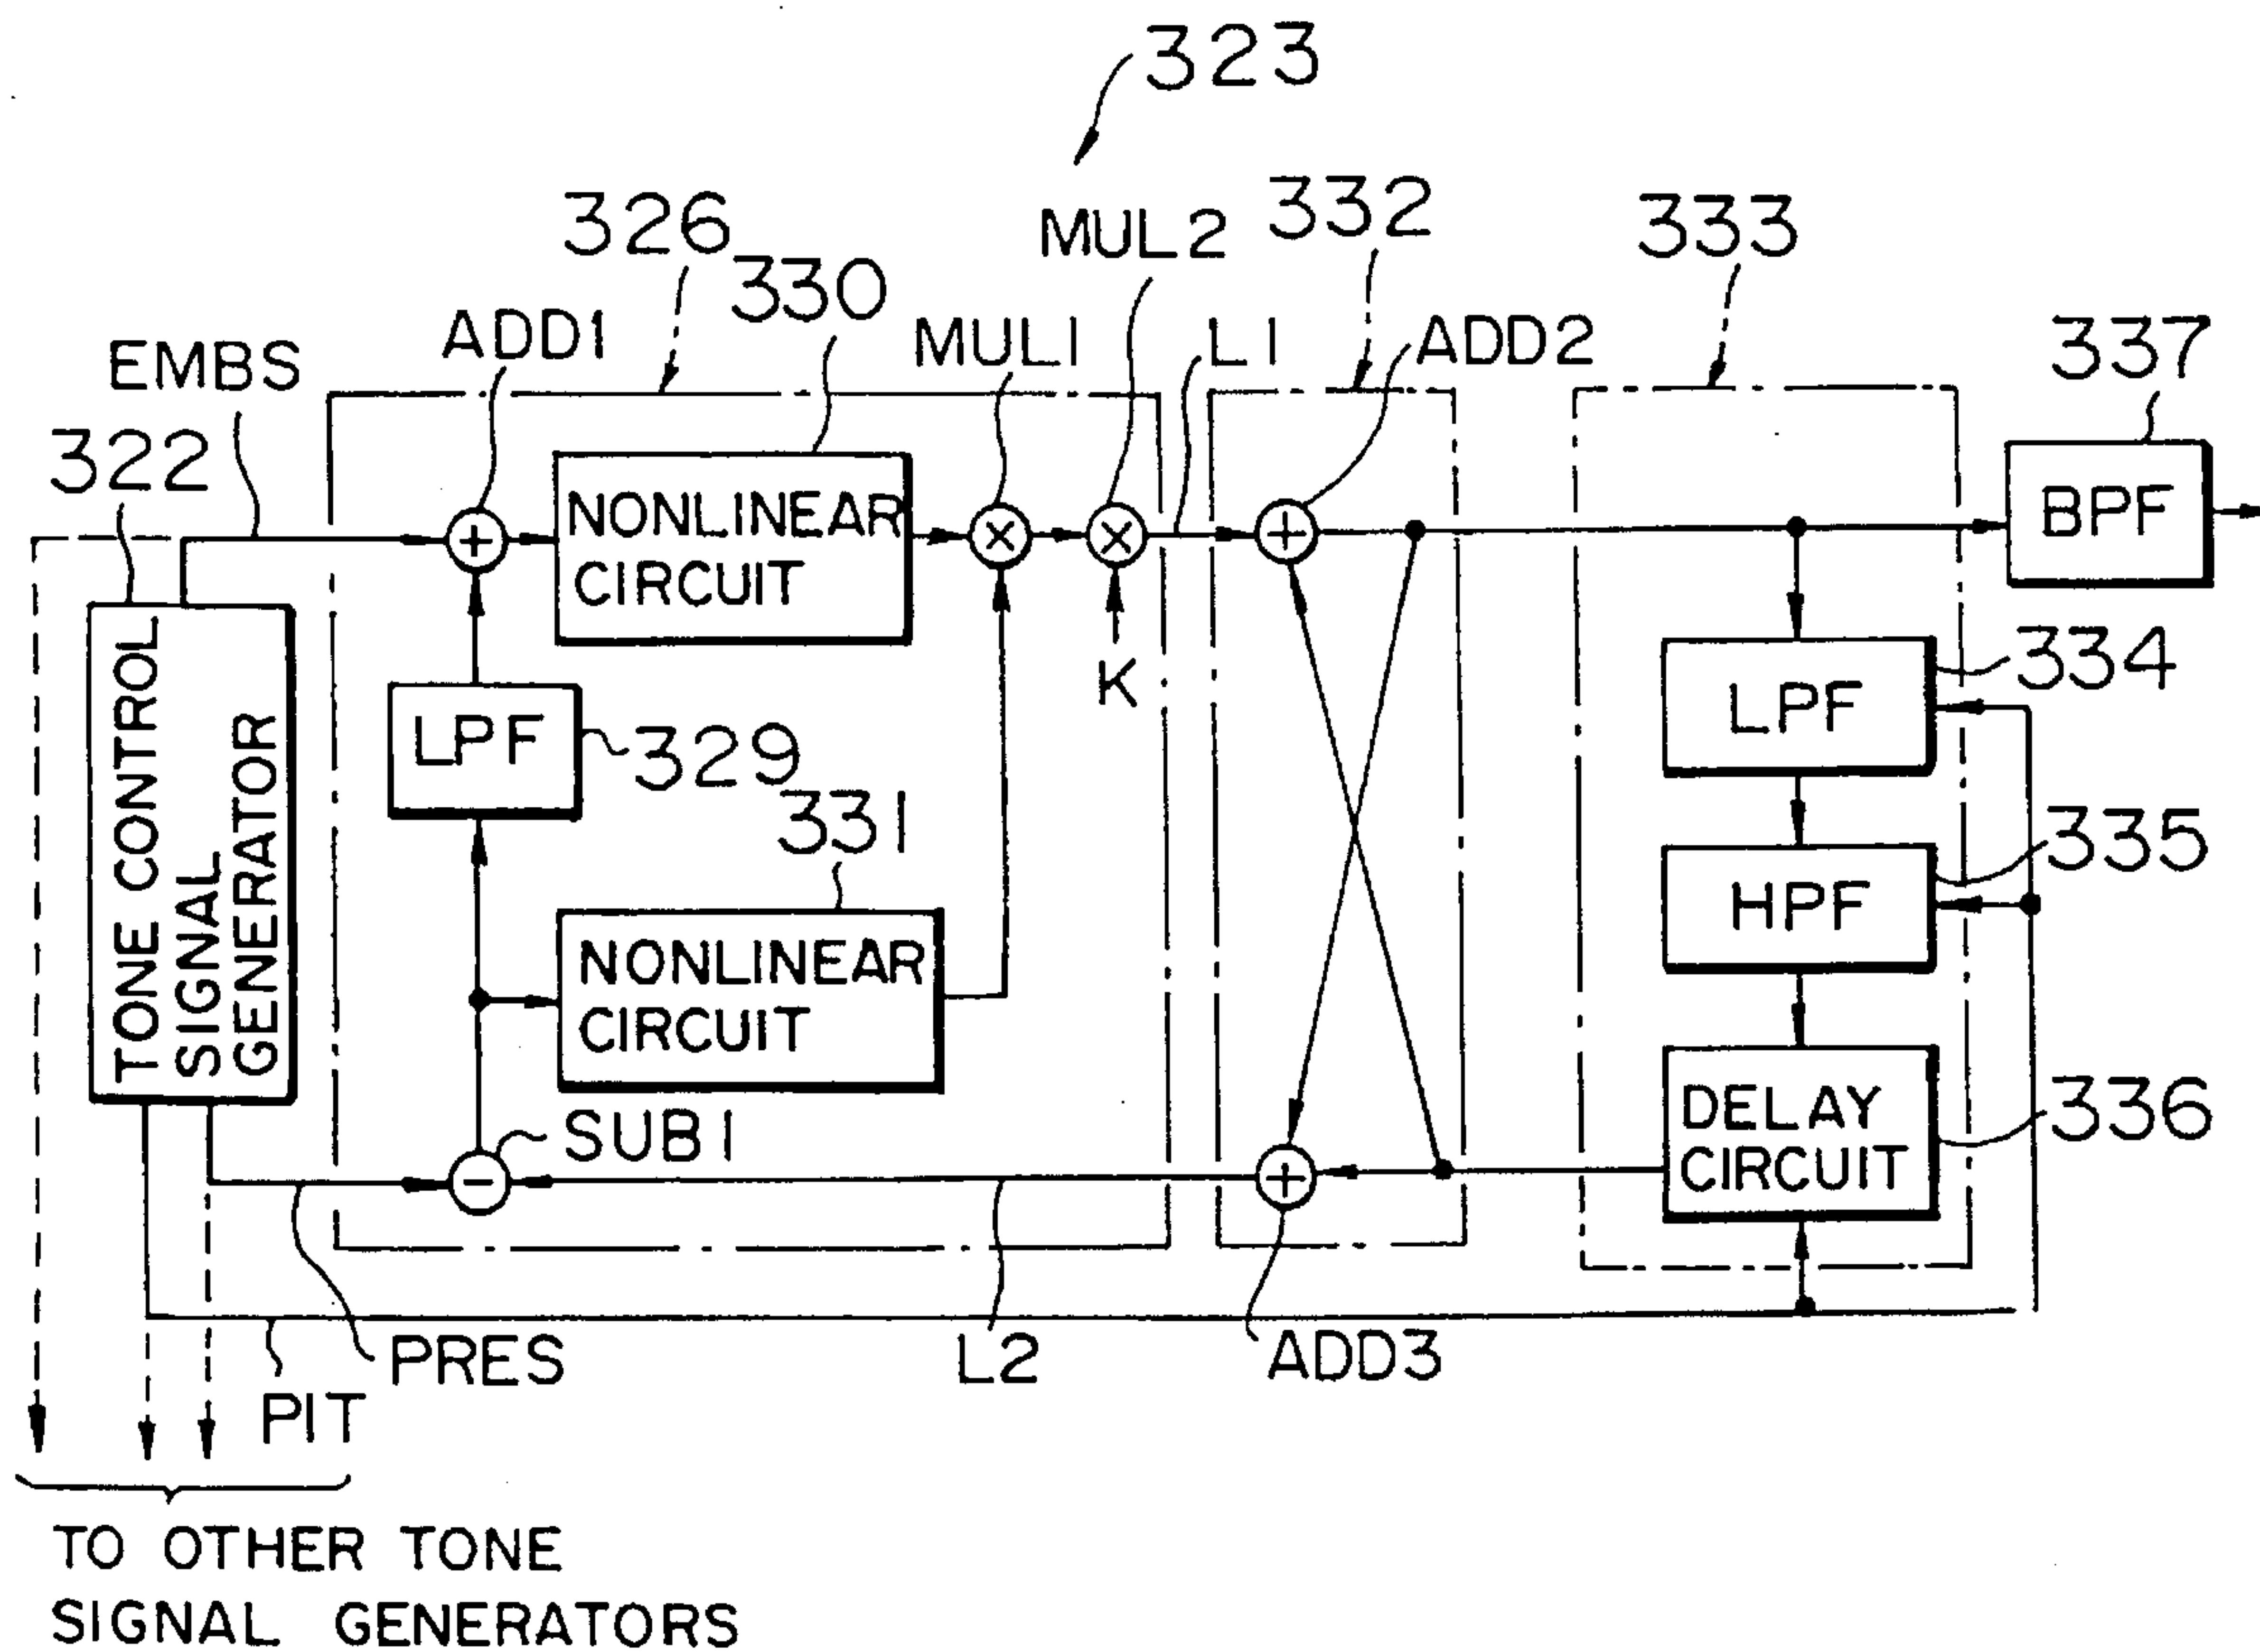 323
326
MUL2
332
333
330
ADD1
MUL1
L1
ADD2
337
EMBS
322
NONLINEAR
CIRCUIT
BPF
K
LPF
329
LPF
334
331
TONE CONTROL
SIGNAL
GENERATOR
NONLINEAR
CIRCUIT
HPF
335
SUB1
DELAY
CIRCUIT
336
PRES
L2
ADD3
PIT
TO OTHER TONE
SIGNAL GENERATORS